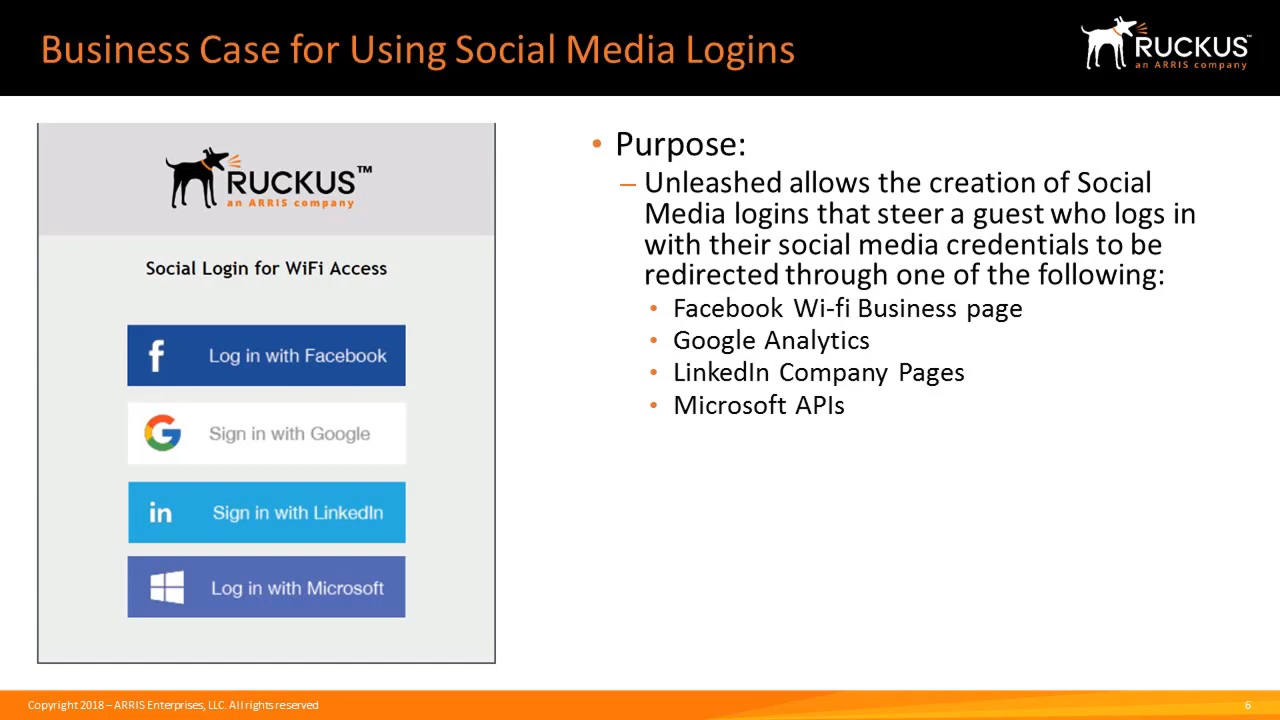 Business Case for Using Social Media Logins
RUCKUS™
an ARRIS company
RUCKUS™
an ARRIS company
Social Login for WiFi Access
f Log in with Facebook
G Sign in with Google
in Sign in with LinkedIn
Log in with Microsoft
• Purpose:
– Unleashed allows the creation of Social
Media logins that steer a guest who logs in
with their social media credentials to be
redirected through one of the following:
• Facebook Wi-fi Business page
• Google Analytics
• LinkedIn Company Pages
• Microsoft APIs
Copyright 2018 – ARRIS Enterprises, LLC. All rights reserved
6